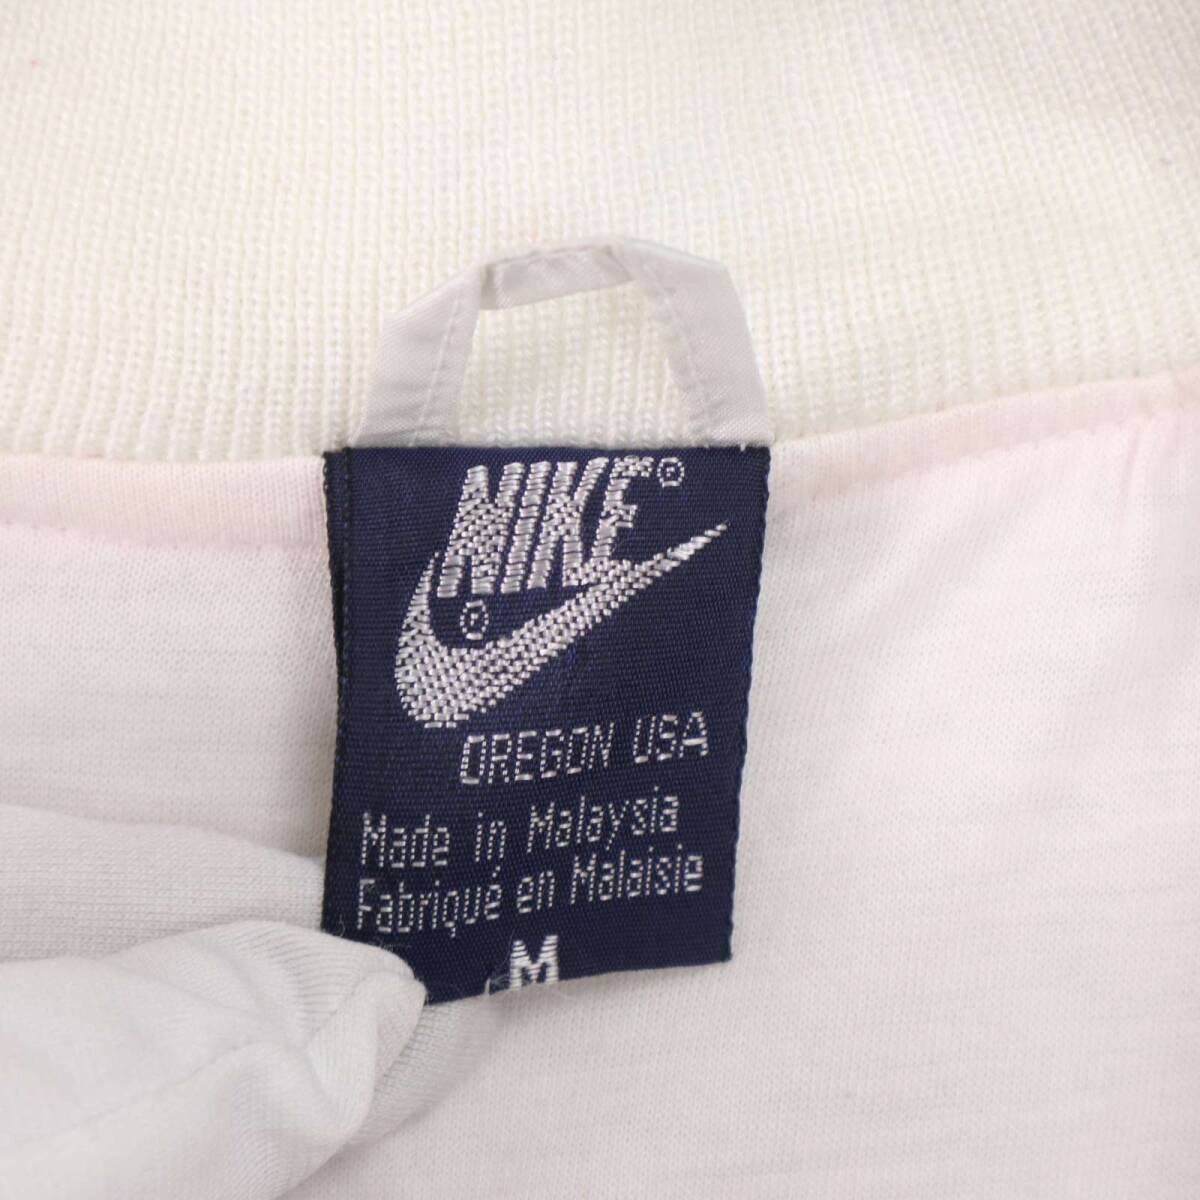 NIKE®
®
OREGON USA
Made in Malaysia
Fabriqué en Malaisie
M